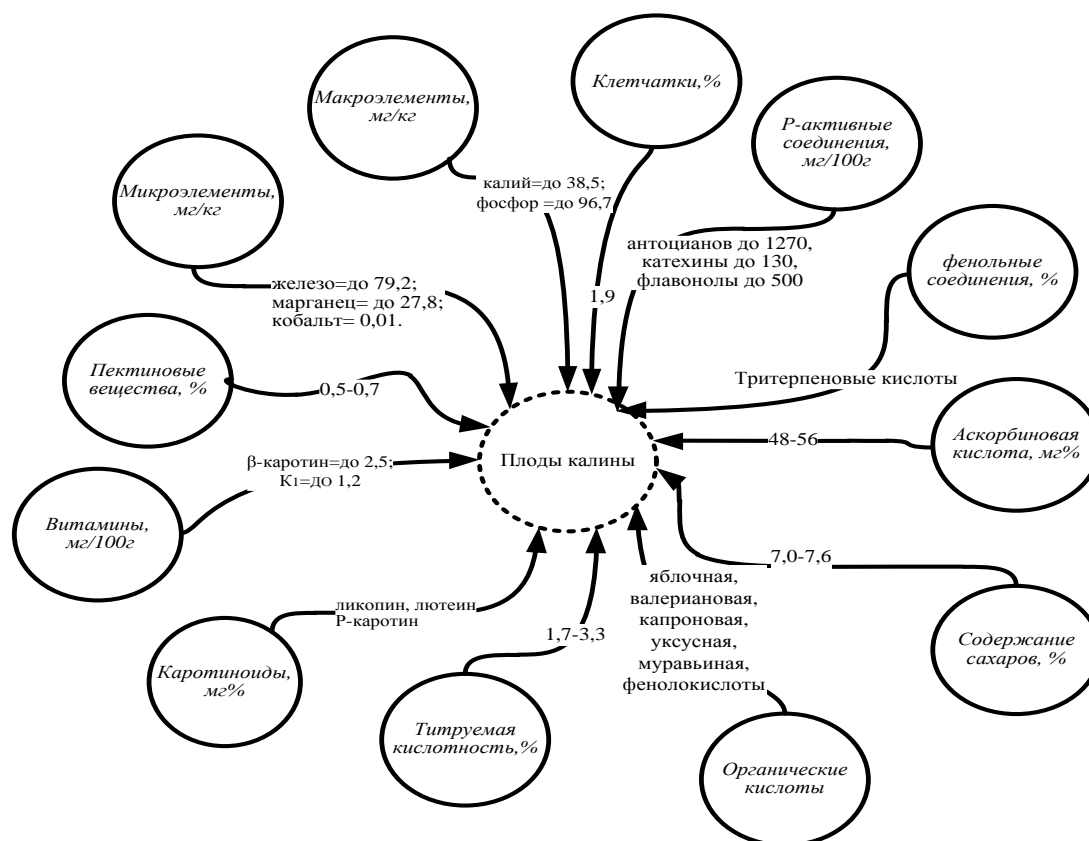 Клетчатки,%
Макроэлементы,
мг/кг
Р-активные
соединения,
мг/100г
Микроэлементы,
мг/кг
калий=до 38,5;
фосфор =до 96,7
антоцианов до 1270,
катехины до 130,
флавонолы до 500
фенольные
соединения, %
железо=до 79,2;
марганец= до 27,8;
кобальт= 0,01.
1,9
Пектиновые
вещества, %
0,5-0,7
Тритерпеновые кислоты
Аскорбиновая
кислота, мг%
48-56
Плоды калины
β-каротин=до 2,5;
К1=ДО 1,2
Витамины,
мг/100г
7,0-7,6
яблочная,
валериановая,
капроновая,
уксусная,
муравьиная,
фенолокислоты
ликопин, лютеин
Р-каротин
1,7-3,3
Содержание
сахаров, %
Каротиноиды,
мг%
Титруемая
кислотность,%
Органические
кислоты